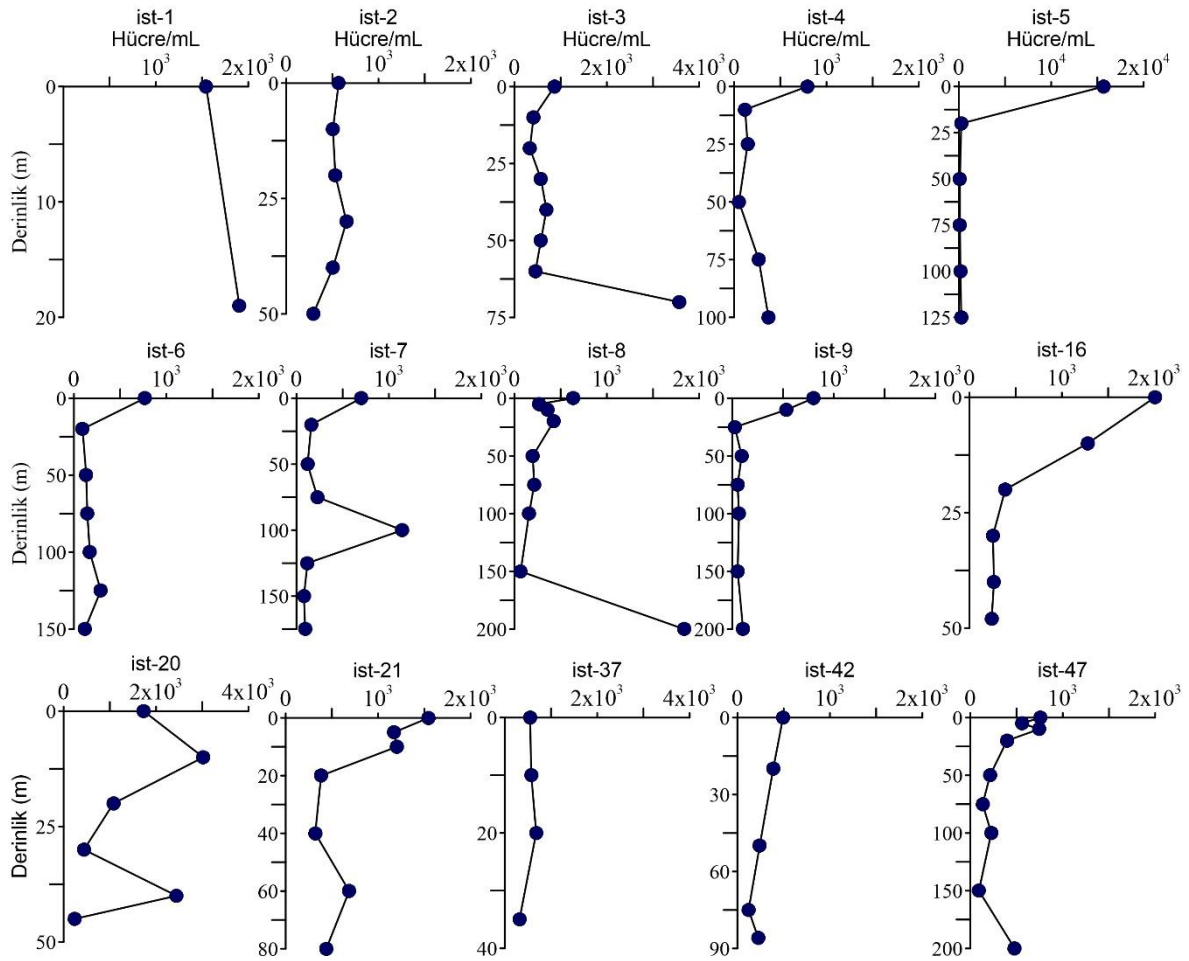 ist-1 ist-2 ist-3 ist-4 ist-5
Hücre/mL Hücre/mL Hücre/mL Hücre/mL Hücre/mL
0 10³ 2x10³ 0 10³ 2x10³ 0 2x10³ 4x10³ 0 10³ 2x10³ 0 10⁴ 2x10⁴
Derinlik (m)
0 10 20
0 25 50
0 25 50 75
0 25 50 75 100
0 25 50 75 100 125
ist-6 ist-7 ist-8 ist-9 ist-16
0 10³ 2x10³ 0 10³ 2x10³ 0 10³ 2x10³ 0 10³ 2x10³ 0 10³ 2x10³
Derinlik (m)
0 50 100 150
0 50 100 150
0 50 100 150 200
0 50 100 150 200
0 25 50
ist-20 ist-21 ist-37 ist-42 ist-47
0 2x10³ 4x10³ 0 10³ 2x10³ 0 2x10³ 4x10³ 0 10³ 2x10³ 0 10³ 2x10³
Derinlik (m)
0 25 50
0 20 40 60 80
0 20 40
0 30 60 90
0 50 100 150 200